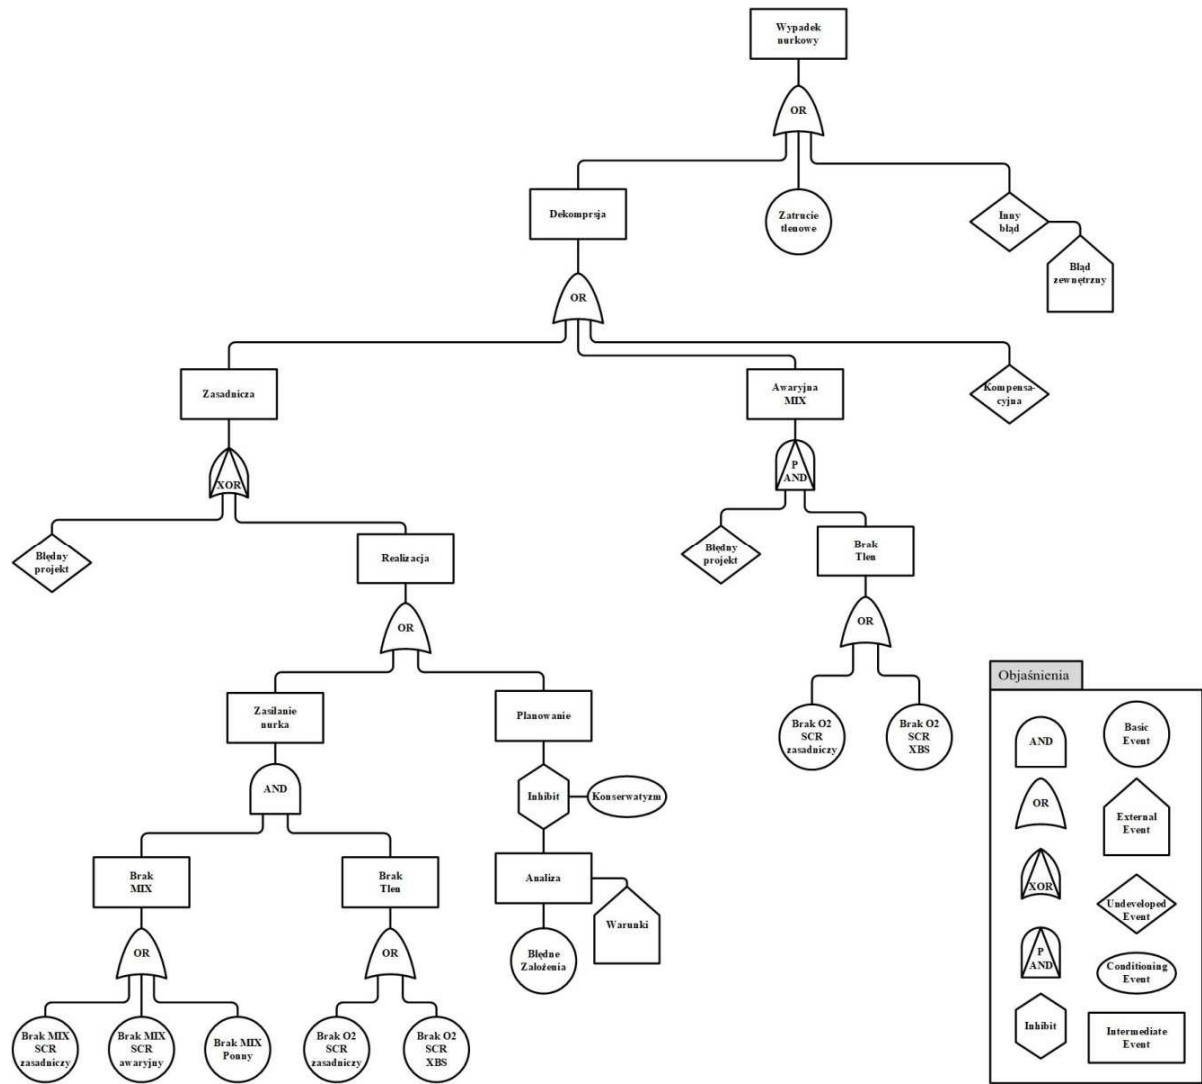 Wypadek
nurkowy
OR
Dekomprsja
Zatrucie
tlenowe
Inny
błąd
Błąd
zewnętrzny
OR
Zasadnicza
Awaryjna
MIX
Kompensa-
cyjna
XOR
P
AND
Błędny
projekt
Realizacja
Błędny
projekt
Brak
Tlen
OR
OR
Zasilanie
nurka
Planowanie
Brak O2
SCR
zasadniczy
Brak O2
SCR
XBS
AND
Inhibit
Konserwatyzm
Brak
MIX
Brak
Tlen
Analiza
Warunki
OR
OR
Błędne
Założenia
Brak MIX
SCR
zasadniczy
Brak MIX
SCR
awaryjny
Brak MIX
Ponny
Brak O2
SCR
zasadniczy
Brak O2
SCR
XBS
Objaśnienia
AND
Basic
Event
OR
External
Event
XOR
Undeveloped
Event
P
AND
Conditioning
Event
Inhibit
Intermediate
Event